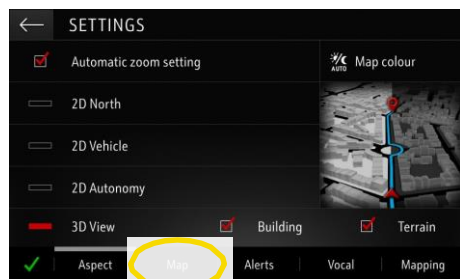 SETTINGS
Automatic zoom setting
AUTO Map colour
2D North
2D Vehicle
2D Autonomy
3D View Building Terrain
Aspect Map Alerts Vocal Mapping